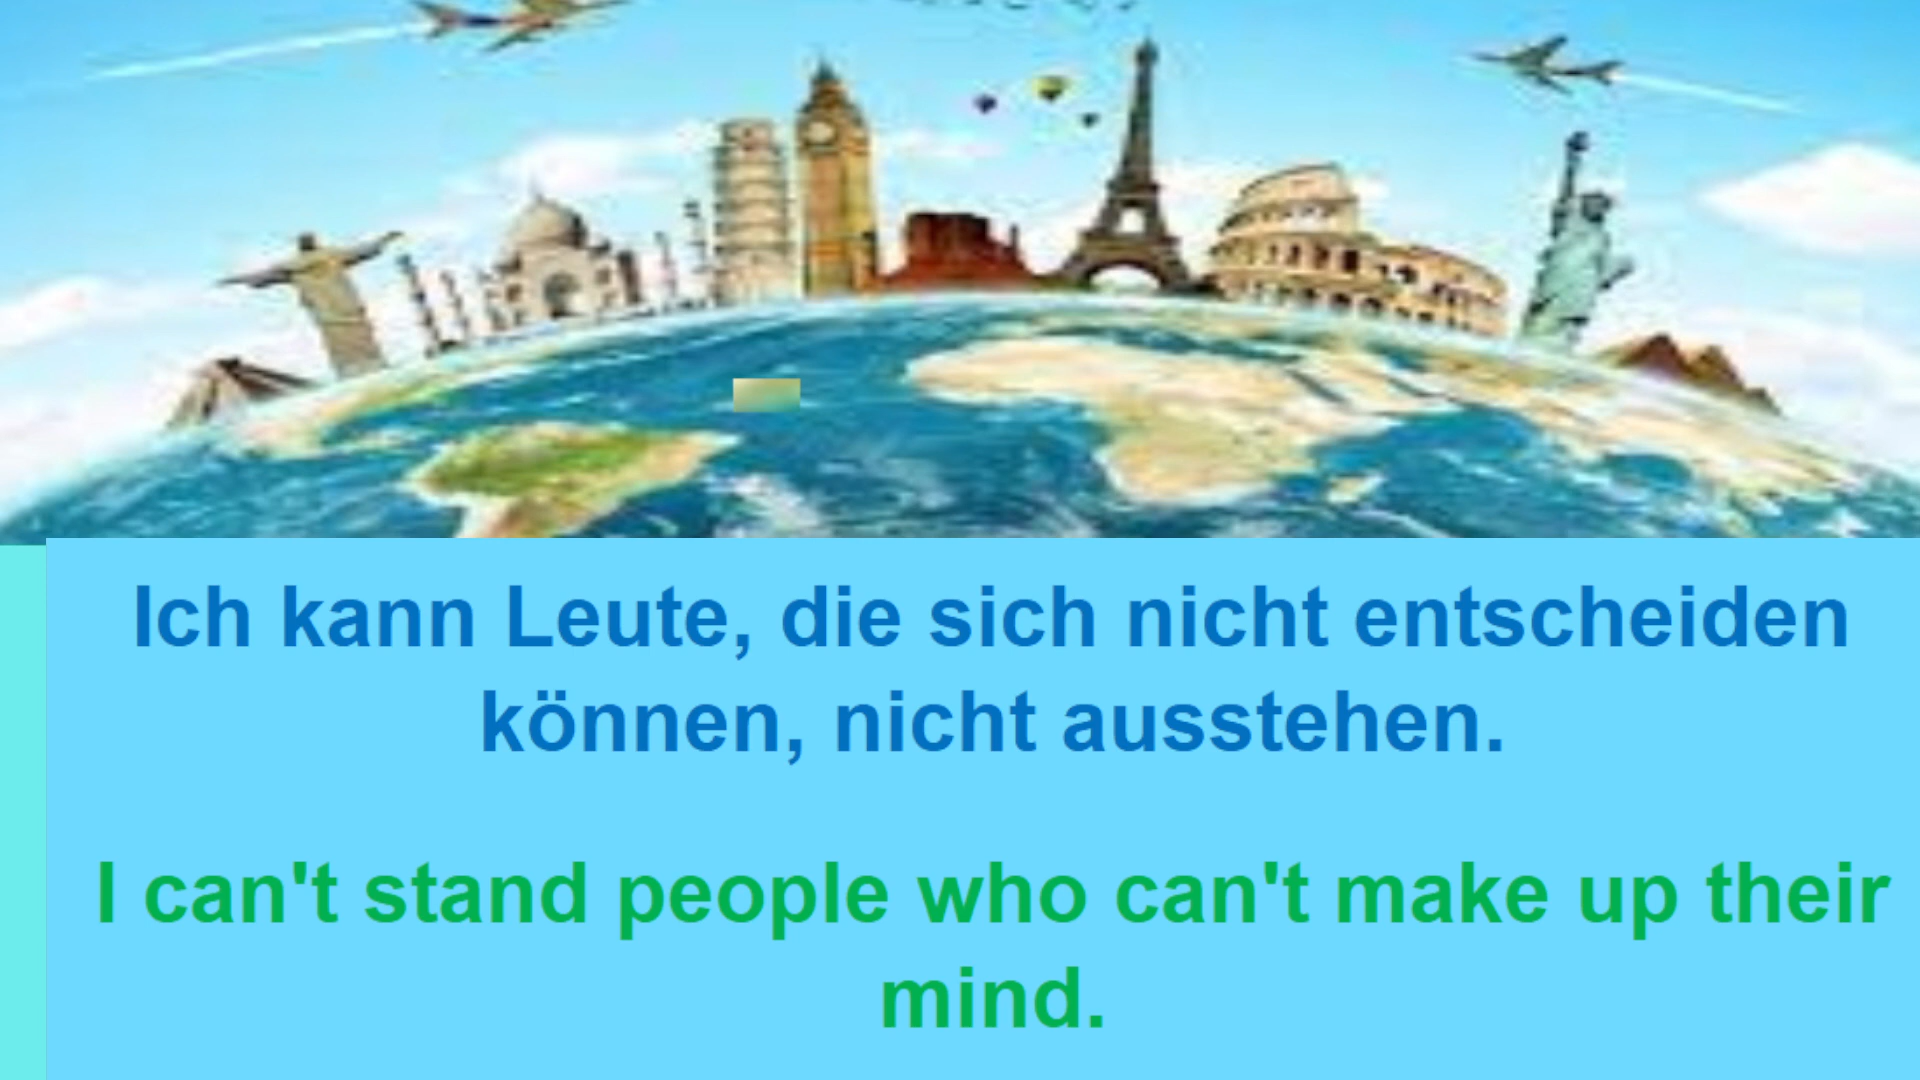 Ich kann Leute, die sich nicht entscheiden
können, nicht ausstehen.
I can't stand people who can't make up their
mind.